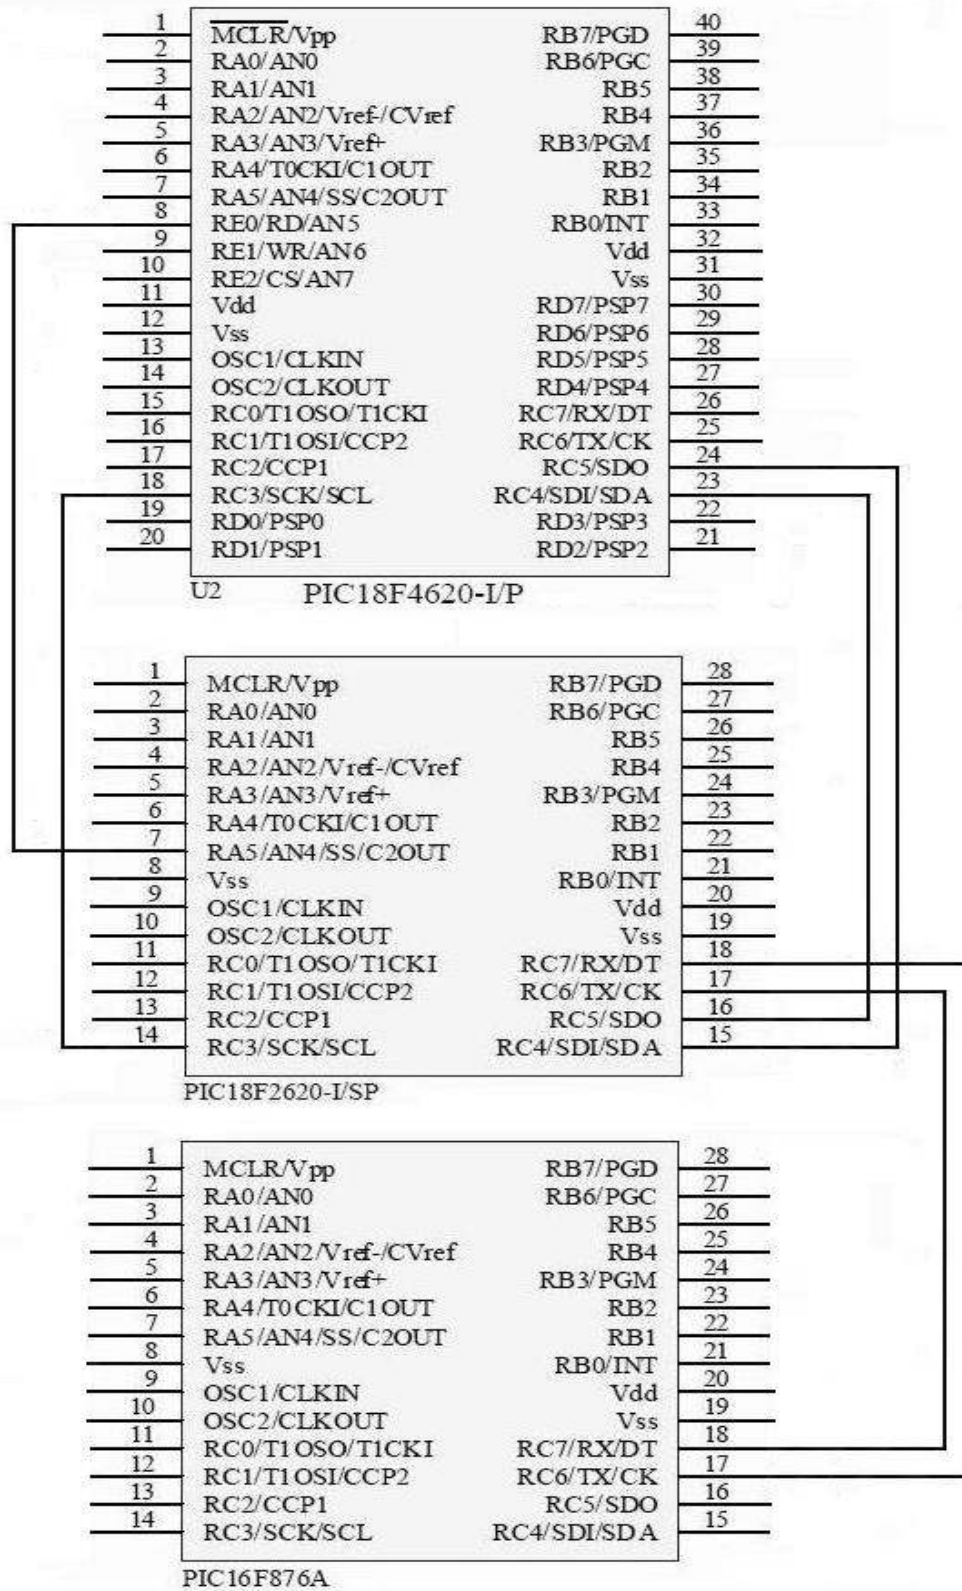 1 MCLR/Vpp RB7/PGD 40
2 RA0/AN0 RB6/PGC 39
3 RA1/AN1 RB5 38
4 RA2/AN2/Vref-/CVref RB4 37
5 RA3/AN3/Vref+ RB3/PGM 36
6 RA4/T0CKI/C1OUT RB2 35
7 RA5/AN4/SS/C2OUT RB1 34
8 RE0/RD/AN5 RB0/INT 33
9 RE1/WR/AN6 Vdd 32
10 RE2/CS/AN7 Vss 31
11 Vdd RD7/PSP7 30
12 Vss RD6/PSP6 29
13 OSC1/CLKIN RD5/PSP5 28
14 OSC2/CLKOUT RD4/PSP4 27
15 RC0/T1OSO/T1CKI RC7/RX/DT 26
16 RC1/T1OSI/CCP2 RC6/TX/CK 25
17 RC2/CCP1 RC5/SDO 24
18 RC3/SCK/SCL RC4/SDI/SDA 23
19 RD0/PSP0 RD3/PSP3 22
20 RD1/PSP1 RD2/PSP2 21
U2 PIC18F4620-I/P
1 MCLR/Vpp RB7/PGD 28
2 RA0/AN0 RB6/PGC 27
3 RA1/AN1 RB5 26
4 RA2/AN2/Vref-/CVref RB4 25
5 RA3/AN3/Vref+ RB3/PGM 24
6 RA4/T0CKI/C1OUT RB2 23
7 RA5/AN4/SS/C2OUT RB1 22
8 Vss RB0/INT 21
9 OSC1/CLKIN Vdd 20
10 OSC2/CLKOUT Vss 19
11 RC0/T1OSO/T1CKI RC7/RX/DT 18
12 RC1/T1OSI/CCP2 RC6/TX/CK 17
13 RC2/CCP1 RC5/SDO 16
14 RC3/SCK/SCL RC4/SDI/SDA 15
PIC18F2620-I/SP
1 MCLR/Vpp RB7/PGD 28
2 RA0/AN0 RB6/PGC 27
3 RA1/AN1 RB5 26
4 RA2/AN2/Vref-/CVref RB4 25
5 RA3/AN3/Vref+ RB3/PGM 24
6 RA4/T0CKI/C1OUT RB2 23
7 RA5/AN4/SS/C2OUT RB1 22
8 Vss RB0/INT 21
9 OSC1/CLKIN Vdd 20
10 OSC2/CLKOUT Vss 19
11 RC0/T1OSO/T1CKI RC7/RX/DT 18
12 RC1/T1OSI/CCP2 RC6/TX/CK 17
13 RC2/CCP1 RC5/SDO 16
14 RC3/SCK/SCL RC4/SDI/SDA 15
PIC16F876A